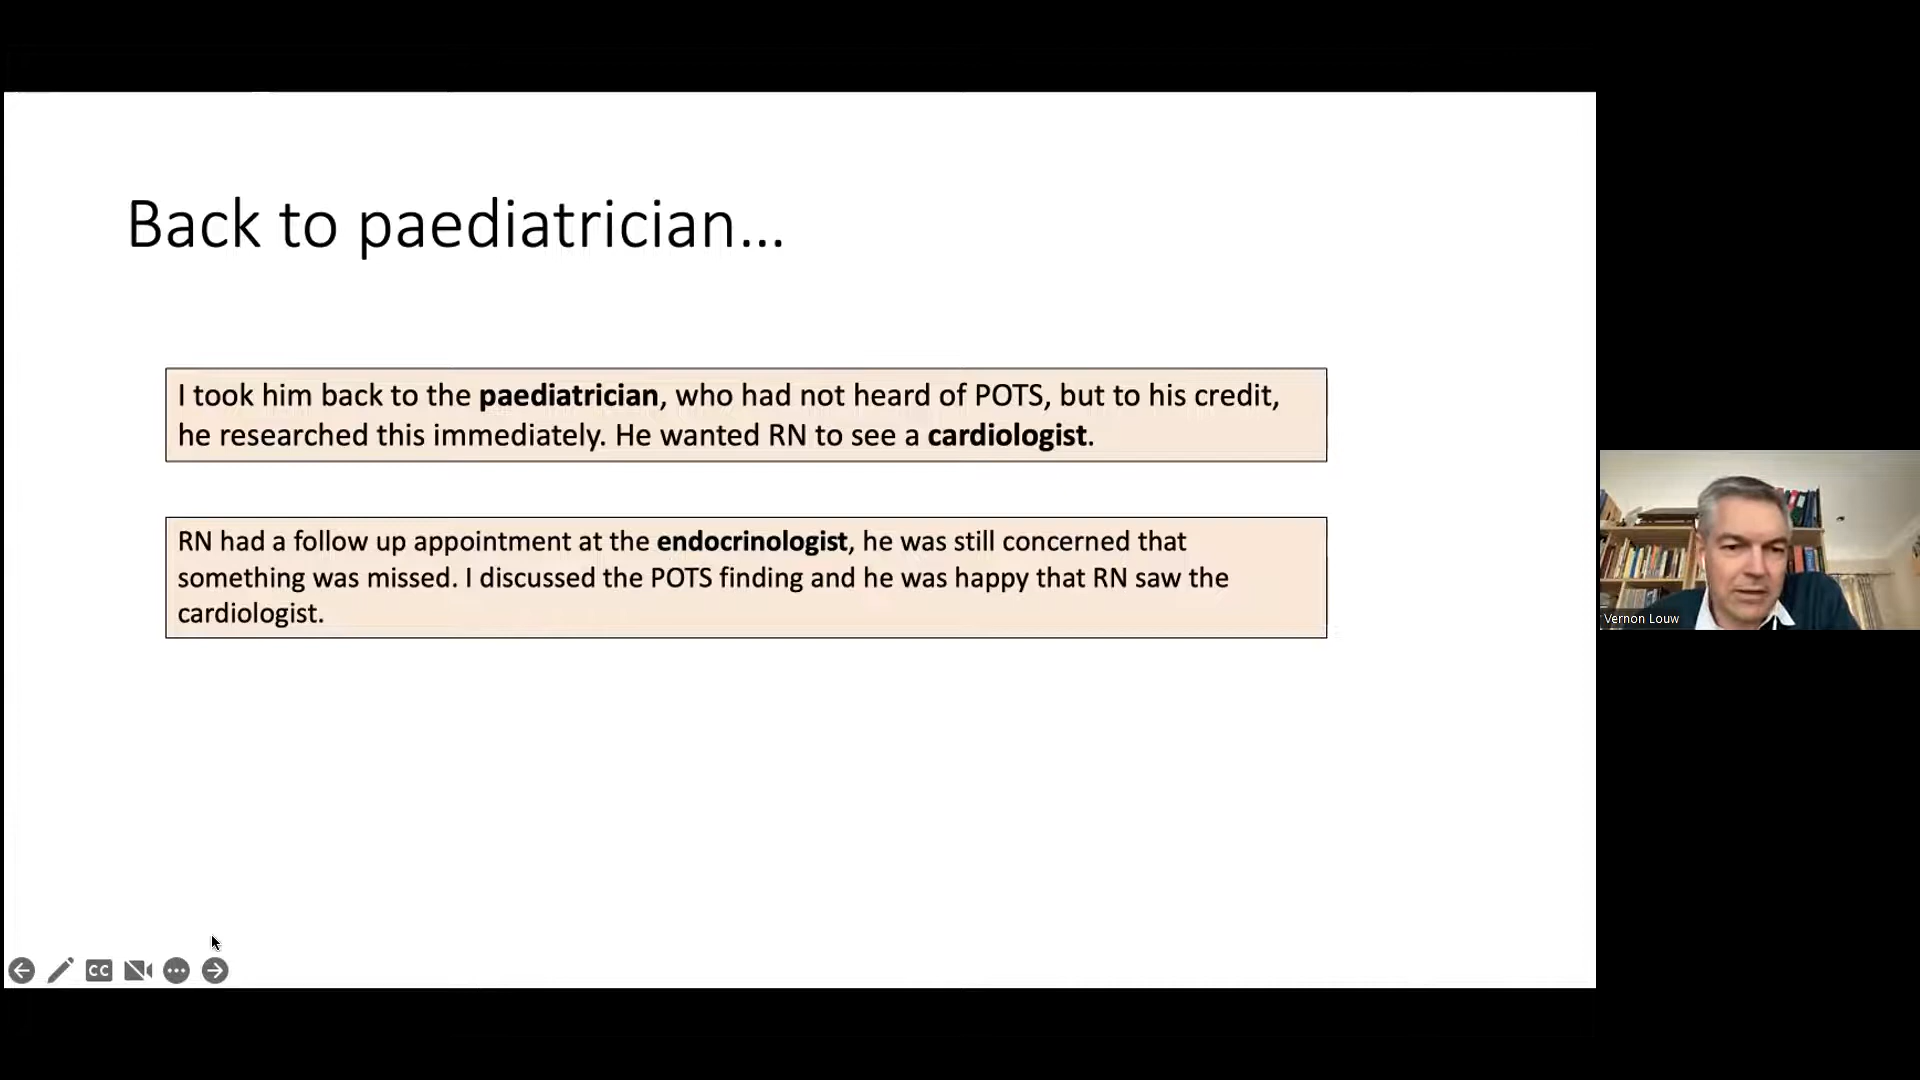 Back to paediatrician...
I took him back to the paediatrician, who had not heard of POTS, but to his credit,
he researched this immediately. He wanted RN to see a cardiologist.
RN had a follow up appointment at the endocrinologist, he was still concerned that
something was missed. I discussed the POTS finding and he was happy that RN saw the
cardiologist.
Vernon Louw
CC